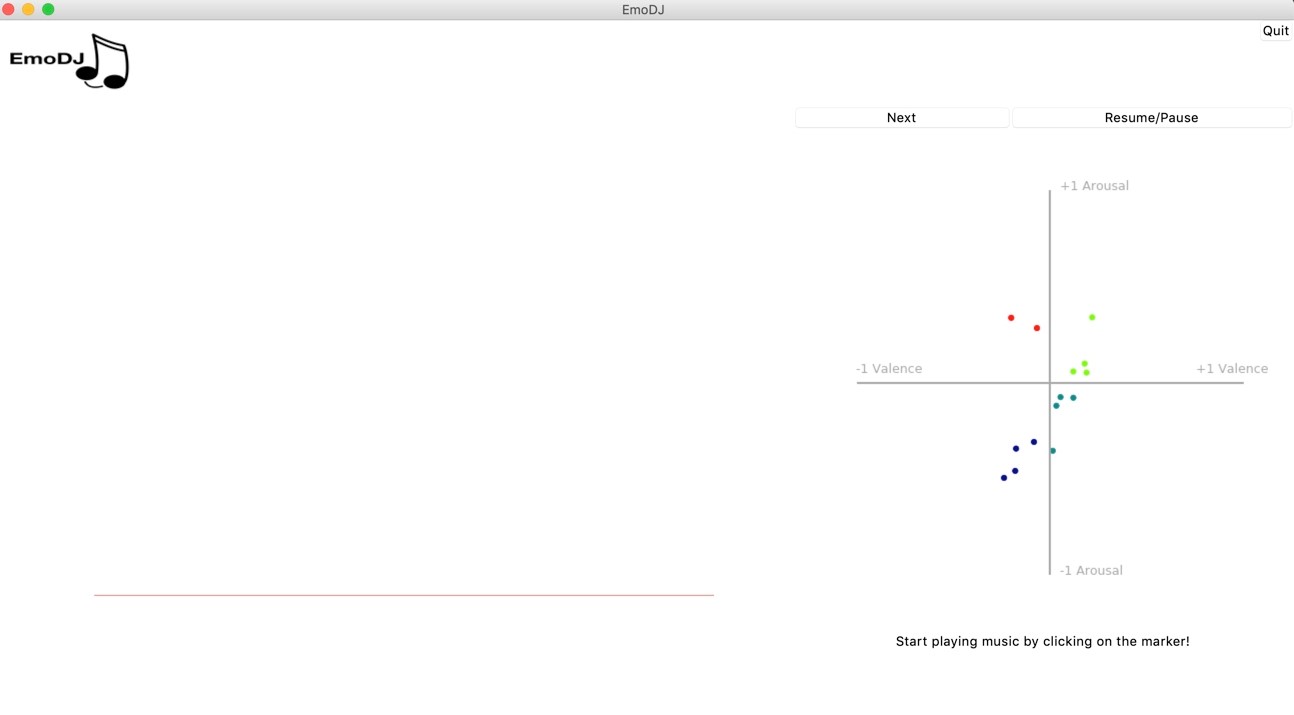 EmoDJ
Quit
EmoDJ
Next
Resume/Pause
+1 Arousal
-1 Valence
+1 Valence
-1 Arousal
Start playing music by clicking on the marker!